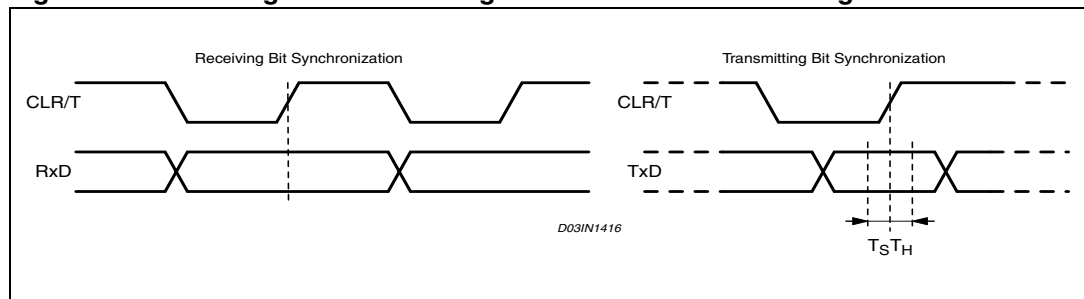 Receiving Bit Synchronization
Transmitting Bit Synchronization
CLR/T
CLR/T
RxD
TxD
D03IN1416
TSTH